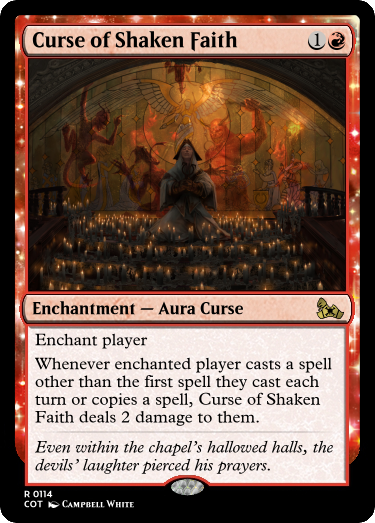 Curse of Shaken Faith 1
Enchantment — Aura Curse
Enchant player
Whenever enchanted player casts a spell
other than the first spell they cast each
turn or copies a spell, Curse of Shaken
Faith deals 2 damage to them.
Even within the chapel's hallowed halls, the
devils' laughter pierced his prayers.
R 0114
COT Campbell White